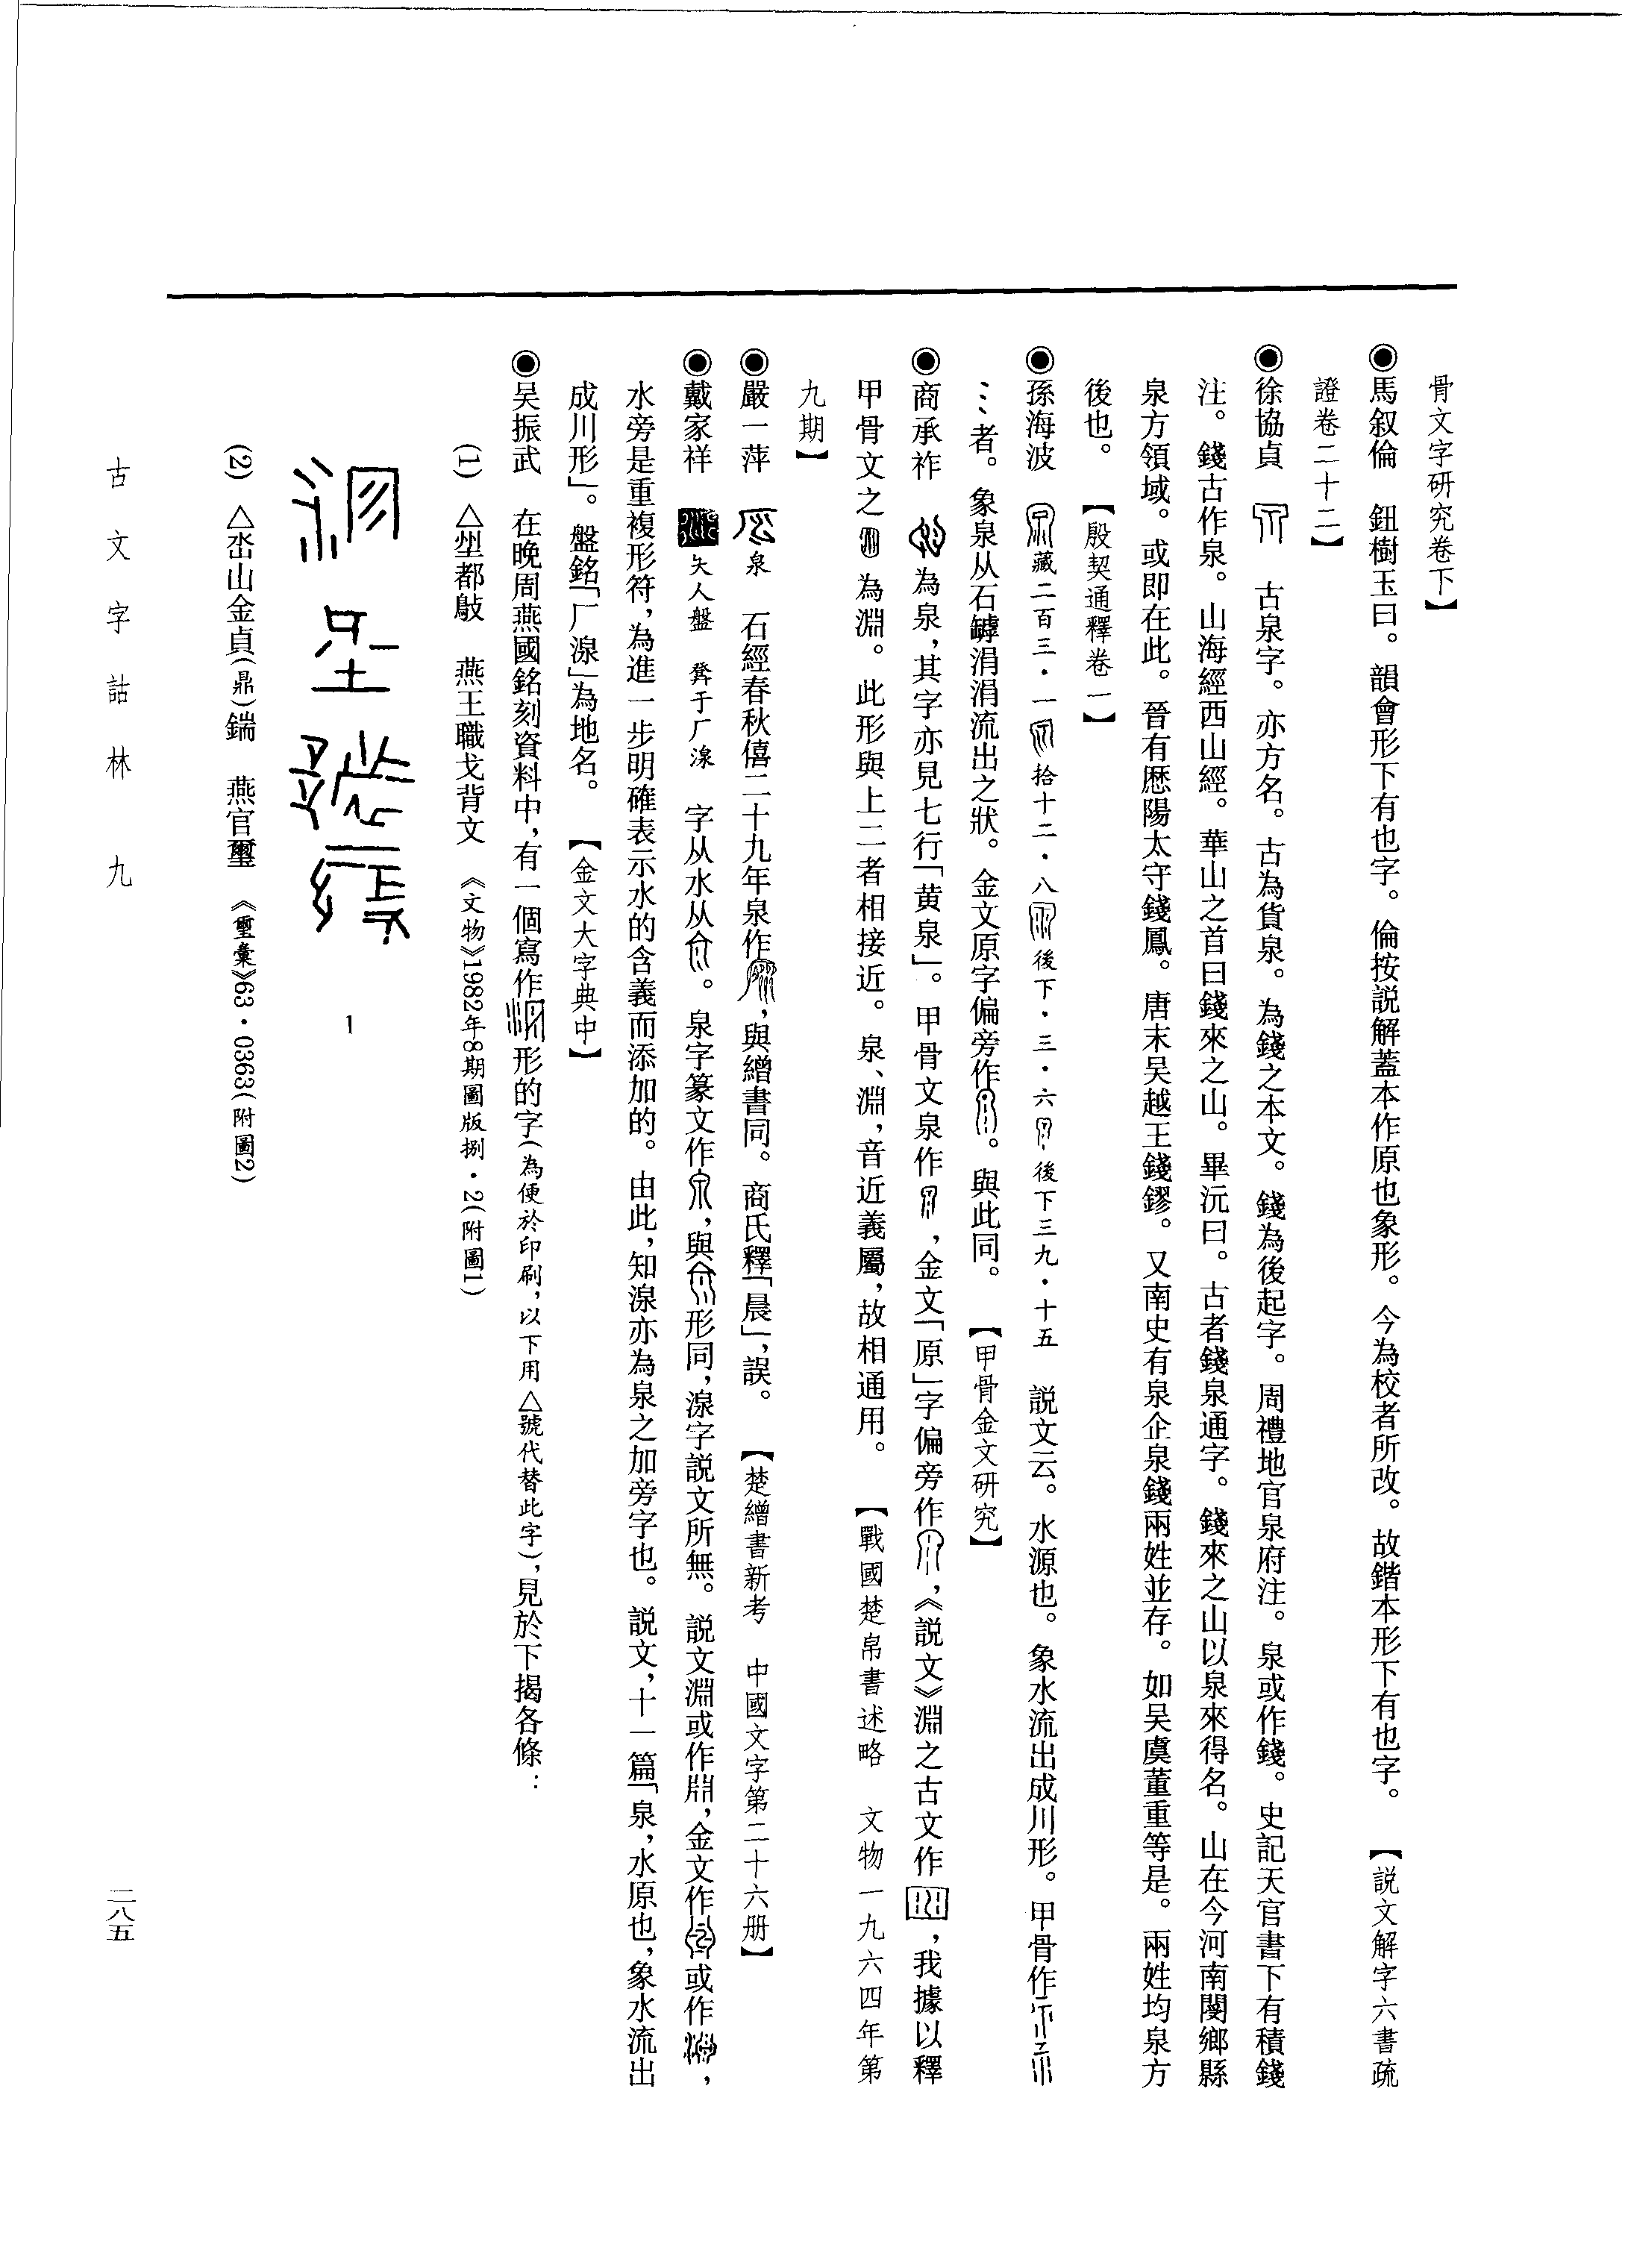 骨文字研究卷下】
●馬叙倫　鈕樹玉曰。韻會形下有也字。倫按説解蓋本作原也象形。今為校者所改。故鍇本形下有也字。　【説文解字六書疏
證卷二十二】
●徐協貞　古泉字。亦方名。古為貨泉。為錢之本文。錢為後起字。周禮地官泉府注。泉或作錢。史記天官書下有積錢
注。錢古作泉。山海經西山經。華山之首曰錢來之山。畢沅曰。古者錢泉通字。錢來之山以泉來得名。山在今河南閿鄉縣
泉方領域。或即在此。晉有厯陽太守錢鳳。唐末吴越王錢鏐。又南史有泉企泉錢兩姓並存。如吴虞董重等是。兩姓均泉方
後也。　【殷契通釋卷一】
●孫海波　藏二百三・一　拾十二・八　後下・三・六　後下三九・十五　説文云。水源也。象水流出成川形。甲骨作
者。象泉从石罅涓涓流出之狀。金文原字偏旁作。與此同。　【甲骨金文研究】
●商承祚　為泉，其字亦見七行「黄泉」。甲骨文泉作，金文「原」字偏旁作，《説文》淵之古文作，我據以釋
甲骨文之為淵。此形與上二者相接近。泉、淵，音近義屬，故相通用。　【戰國楚帛書述略　文物一九六四年第
九期】
●嚴一萍　泉　石經春秋僖二十九年泉作，與繒書同。商氏釋「晨」，誤。　【楚繒書新考　中國文字第二十六册】
●戴家祥　矢人盤　于厂湶　字从水从。泉字篆文作，與形同，湶字説文所無。説文淵或作，金文作或作，
水旁是重複形符，為進一步明確表示水的含義而添加的。由此，知湶亦為泉之加旁字也。説文，十一篇「泉，水原也，象水流出
成川形」。盤銘「厂湶」為地名。　【金文大字典中】
●吴振武　在晚周燕國銘刻資料中，有一個寫作形的字（為便於印刷，以下用△號代替此字），見於下揭各條：
(1)　△都　燕王職戈背文　《文物》1982年8期圖版捌・2（附圖1）
1
(2)　△山金貞（鼎）鍴　燕官璽　《璽彙》63・0363（附圖2）
古文字詁林　九
二八五